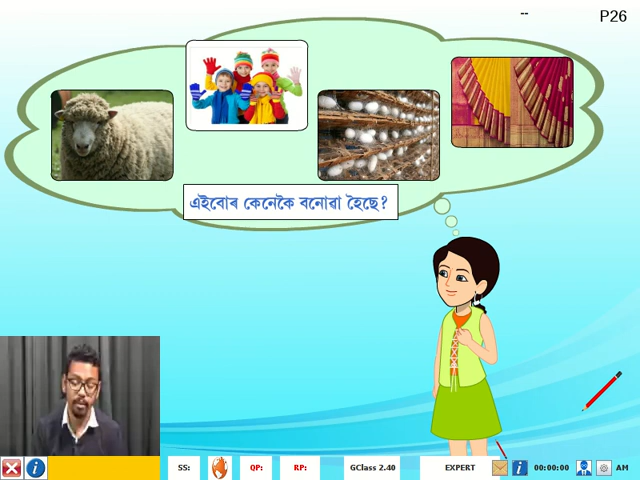 --
P26
এইবোৰ কেনেকৈ বনোৱা হৈছে?
SS:
QP:
RP:
GClass 2.40
EXPERT
00:00:00
AM